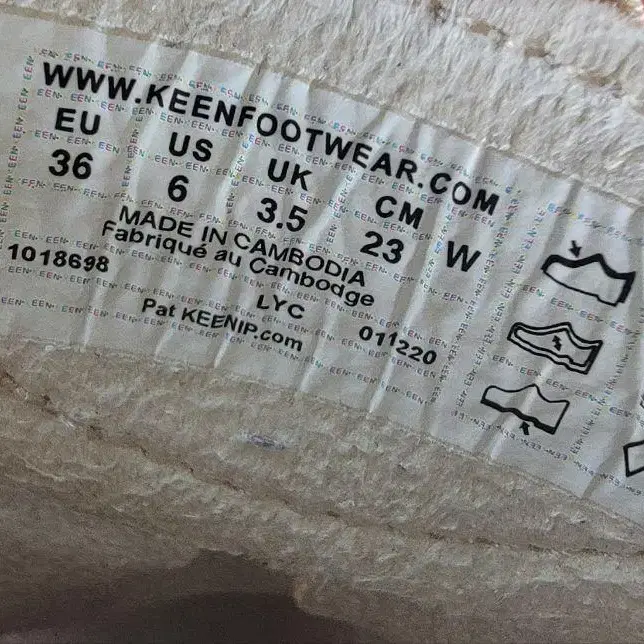 WWW.KEENFOOTWEAR.COM
EU US UK CM
36 6 3.5 23 W
MADE IN CAMBODIA
Fabriqué au Cambodge
1018698 LYC 011220
Pat KEENIP.com